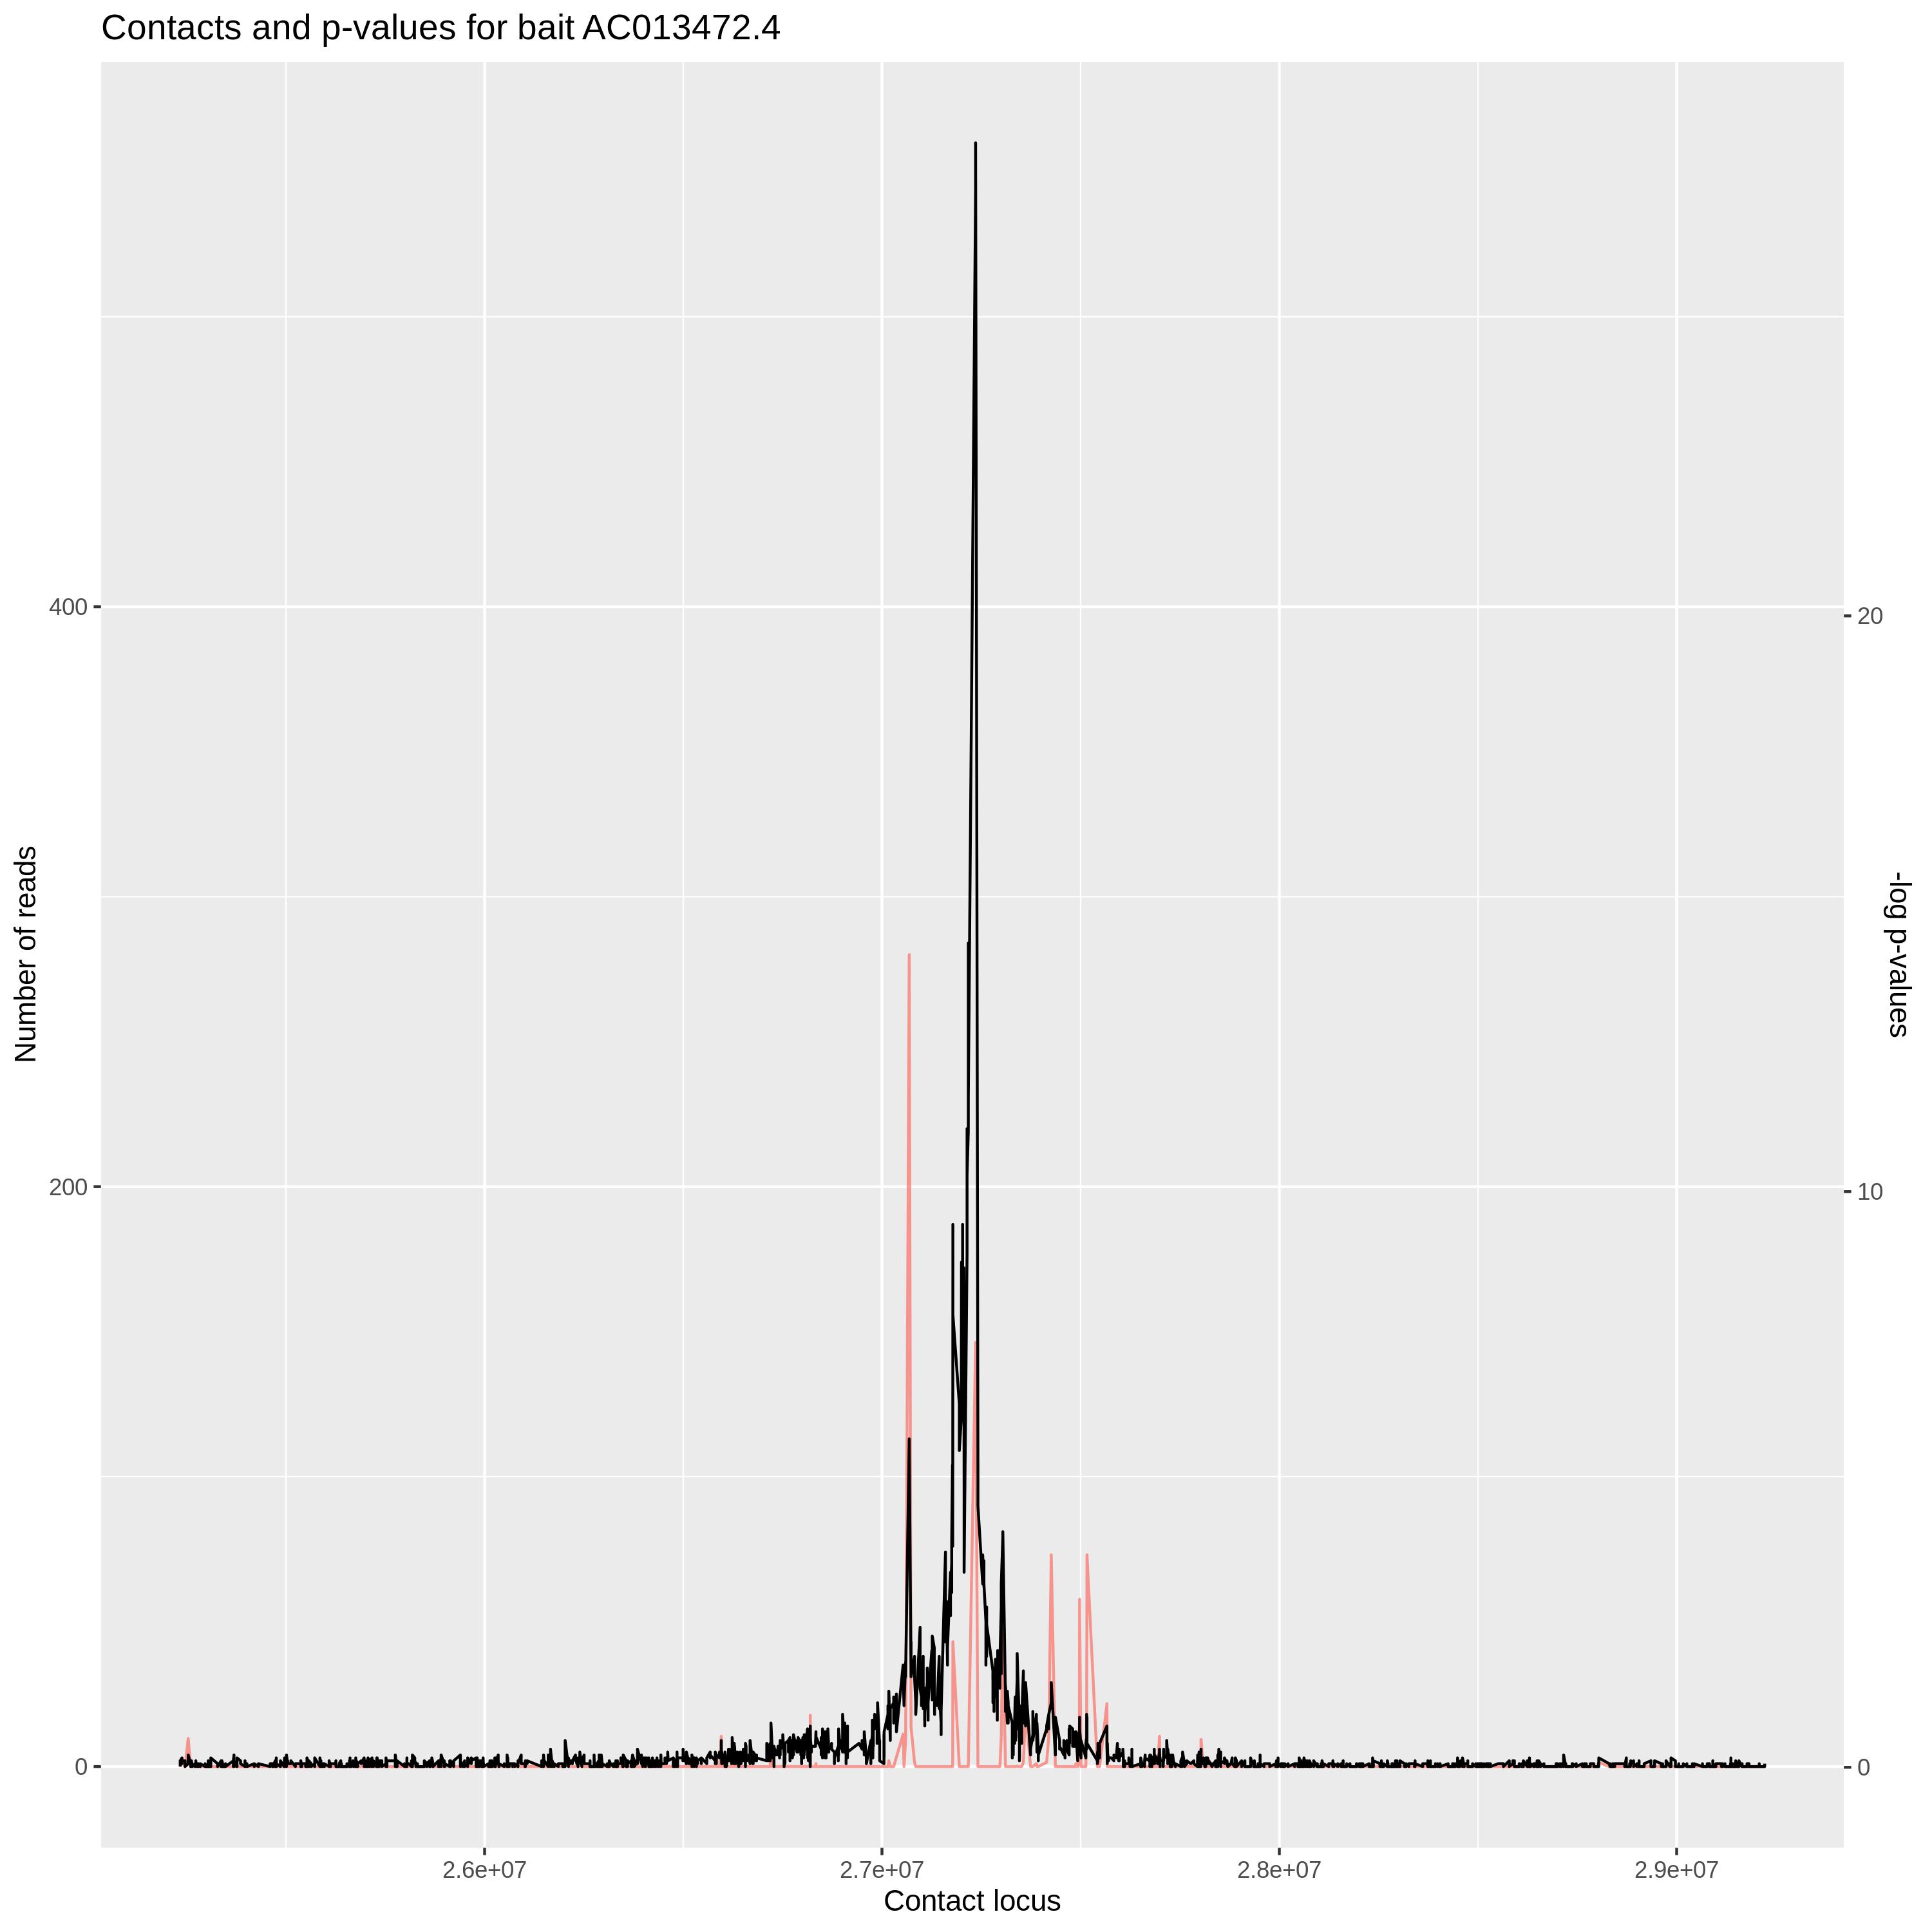 Contacts and p-values for bait AC013472.4
Number of reads
400
200
0
20
10
0
-log p-values
2.6e+07
2.7e+07
2.8e+07
2.9e+07
Contact locus